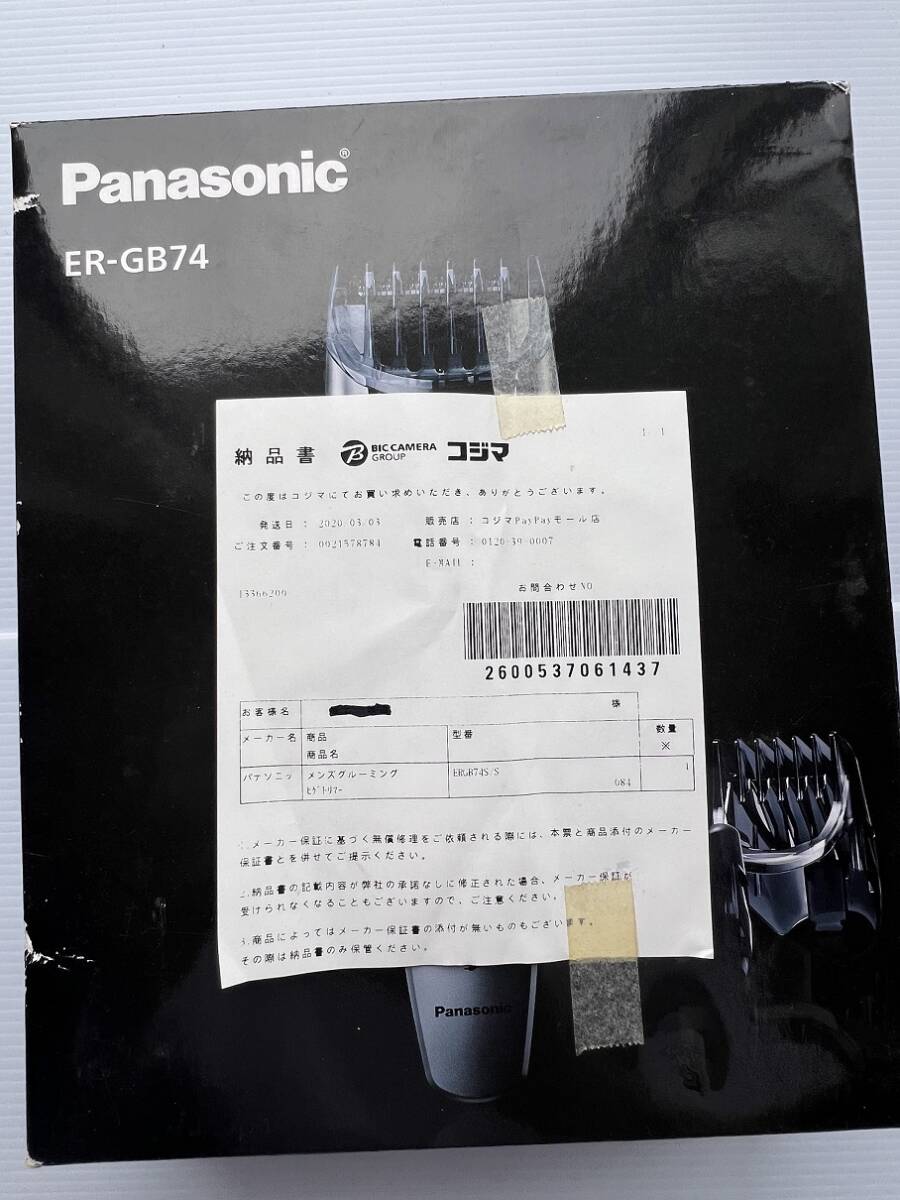 Panasonic®
ER-GB74
納品書 BIC CAMERA GROUP コジマ
1/1
この度はコジマにてお買い求めいただき、ありがとうございます。
発送日 : 2020/03/03 販売店 : コジマPayPayモール店
ご注文番号 : 0021578784 電話番号 : 0120-39-0007
E-MAIL :
13366200 お問合わせNO
2600537061437
お客様名 様
メーカー名 商品 商品名 型番 数量 ※
パナソニッ メンズグルーミング ERGB74S/S 1
ﾋｹﾞﾄﾘﾏｰ 084
1.メーカー保証に基づく無償修理をご依頼される際には、本票と商品添付のメーカー
保証書とを併せてご提示ください。
2.納品書の記載内容が弊社の承諾なしに修正された場合、メーカー保証が
受けられなくなることもございますので、ご注意ください。
3.商品によってはメーカー保証書の添付が無いものもございます。
その際は納品書のみ保管ください。
Panasonic